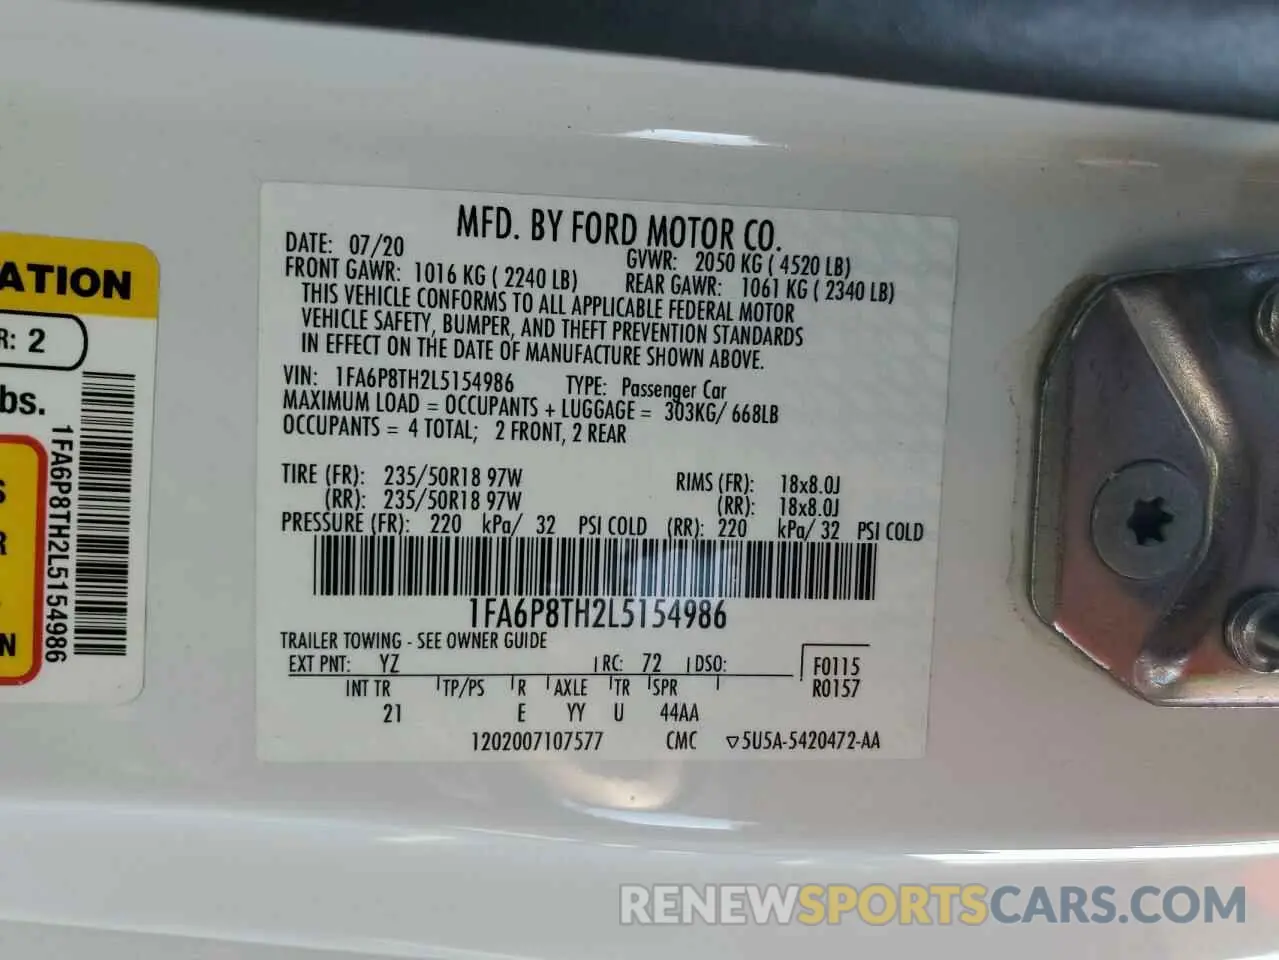 MFD. BY FORD MOTOR CO.
DATE: 07/20 GVWR: 2050 KG ( 4520 LB)
FRONT GAWR: 1016 KG ( 2240 LB) REAR GAWR: 1061 KG ( 2340 LB)
THIS VEHICLE CONFORMS TO ALL APPLICABLE FEDERAL MOTOR
VEHICLE SAFETY, BUMPER, AND THEFT PREVENTION STANDARDS
IN EFFECT ON THE DATE OF MANUFACTURE SHOWN ABOVE.
VIN: 1FA6P8TH2L5154986 TYPE: Passenger Car
MAXIMUM LOAD = OCCUPANTS + LUGGAGE = 303KG/ 668LB
OCCUPANTS = 4 TOTAL; 2 FRONT, 2 REAR
TIRE (FR): 235/50R18 97W RIMS (FR): 18x8.0J
(RR): 235/50R18 97W (RR): 18x8.0J
PRESSURE (FR): 220 kPa/ 32 PSI COLD (RR): 220 kPa/ 32 PSI COLD
1FA6P8TH2L5154986
TRAILER TOWING - SEE OWNER GUIDE
EXT PNT: YZ RC: 72 DSO: F0115
INT TR TP/PS R AXLE TR SPR R0157
21 E YY U 44AA
1202007107577 CMC ▽5U5A-5420472-AA
ATION
R: 2
bs.
1FA6P8TH2L5154986
S
R
N
RENEWSPORTSCARS.COM